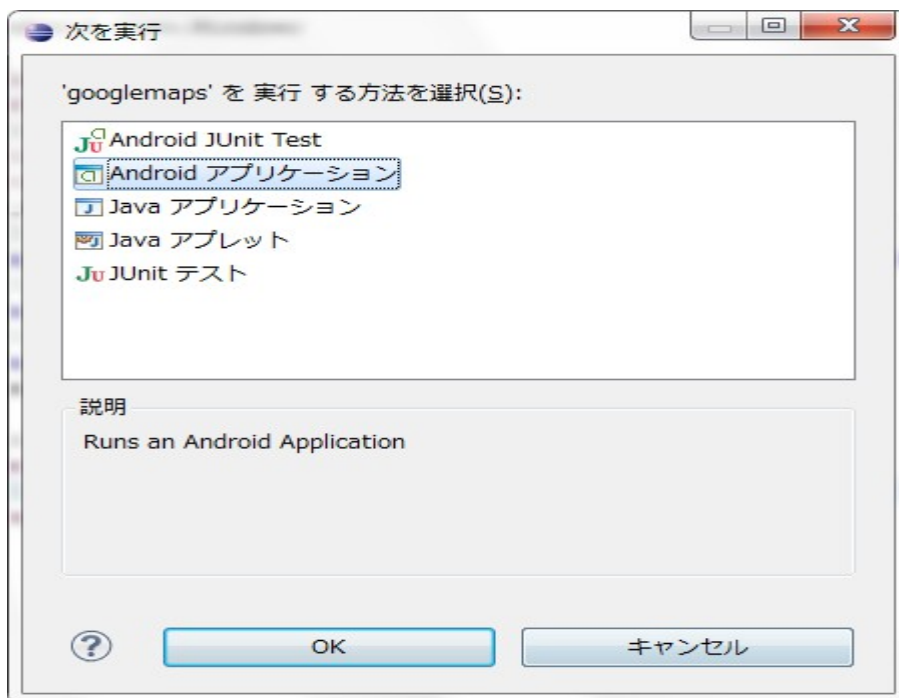 次を実行
'googlemaps' を 実行 する方法を選択(S):
Android JUnit Test
Android アプリケーション
Java アプリケーション
Java アプレット
JUnit テスト
説明
Runs an Android Application
OK
キャンセル